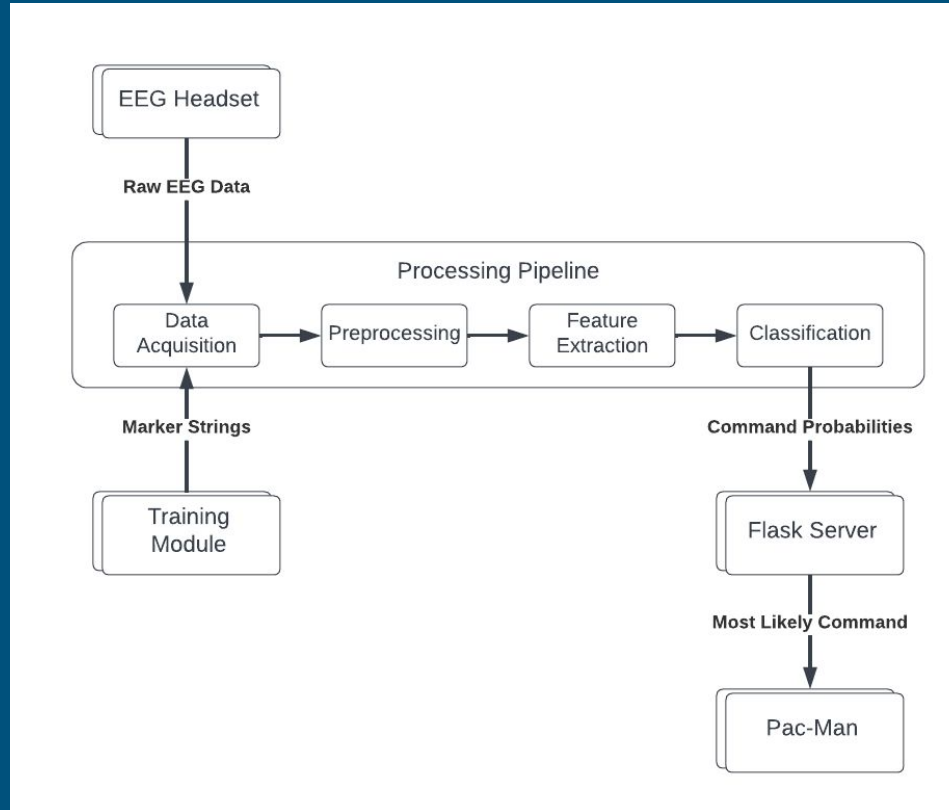 EEG Headset
Raw EEG Data
Processing Pipeline
Data
Acquisition
Preprocessing
Feature
Extraction
Classification
Marker Strings
Command Probabilities
Training
Module
Flask Server
Most Likely Command
Pac-Man